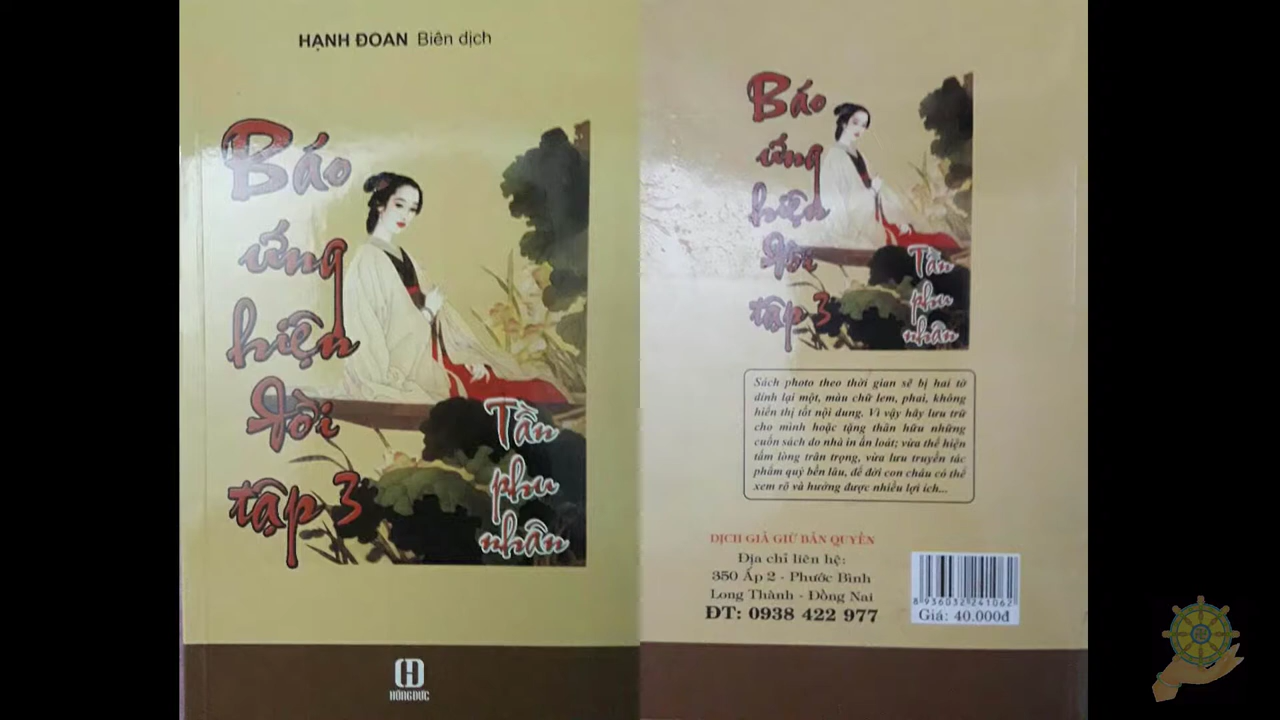 HẠNH ĐOAN Biên dịch
Báo
ứng
hiện
đời
tập 3
Tần
phu
nhân
HỒNG ĐỨC
Báo
ứng
hiện
đời
tập 3
Tần
phu
nhân
Sách photo theo thời gian sẽ bị hai tờ
dính lại một, màu chữ lem, phai, không
hiển thị tốt nội dung. Vì vậy hãy lưu trữ
cho mình hoặc tặng thân hữu những
cuốn sách do nhà in ấn loát; vừa thể hiện
tấm lòng trân trọng, vừa lưu truyền tác
phẩm quý bền lâu, để đời con cháu có thể
xem rõ và hưởng được nhiều lợi ích...
DỊCH GIẢ GIỮ BẢN QUYỀN
Địa chỉ liên hệ:
350 Ấp 2 - Phước Bình
Long Thành - Đồng Nai
ĐT: 0938 422 977
8 936032 241062
Giá: 40.000đ